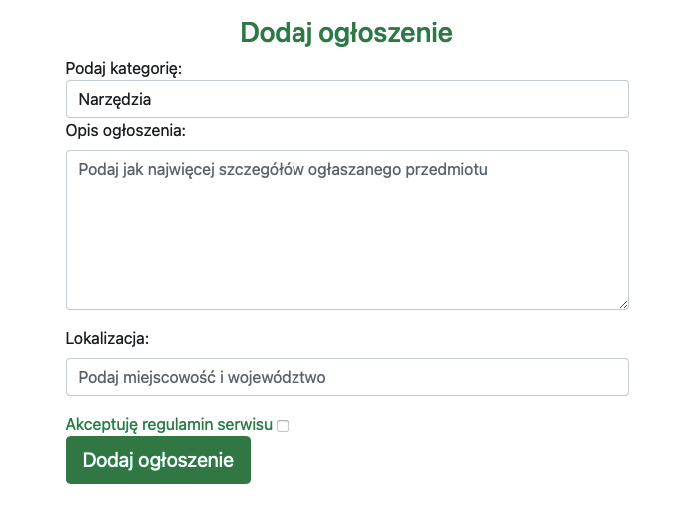 Dodaj ogłoszenie
Podaj kategorię:
Narzędzia
Opis ogłoszenia:
Podaj jak najwięcej szczegółów ogłaszanego przedmiotu
Lokalizacja:
Podaj miejscowość i województwo
Akceptuję regulamin serwisu
Dodaj ogłoszenie